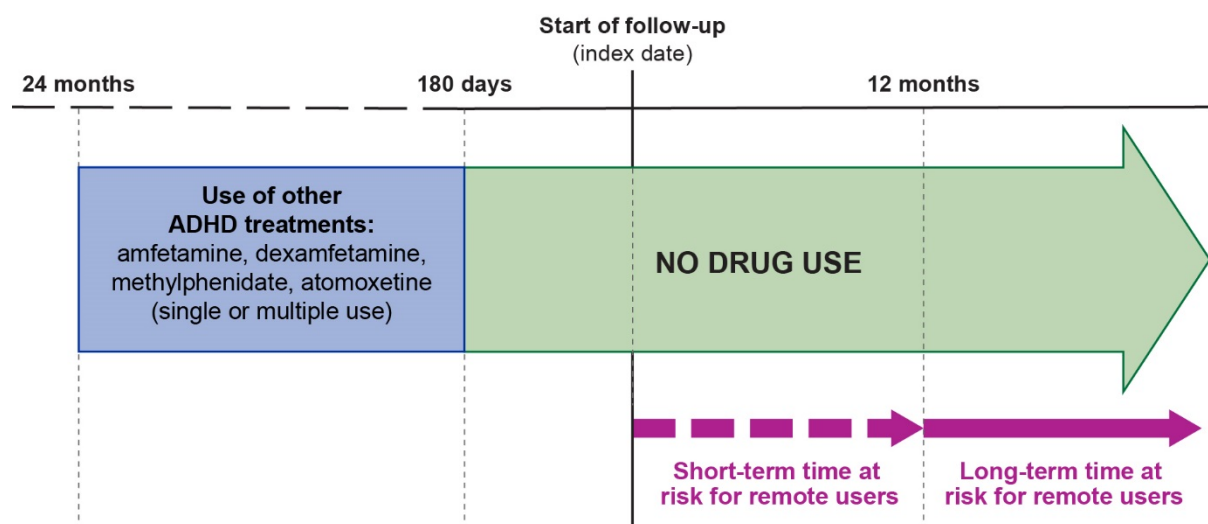 Start of follow-up
(index date)
24 months
180 days
12 months
Use of other
ADHD treatments:
amfetamine, dexamfetamine,
methylphenidate, atomoxetine
(single or multiple use)
NO DRUG USE
Short-term time at
risk for remote users
Long-term time at
risk for remote users